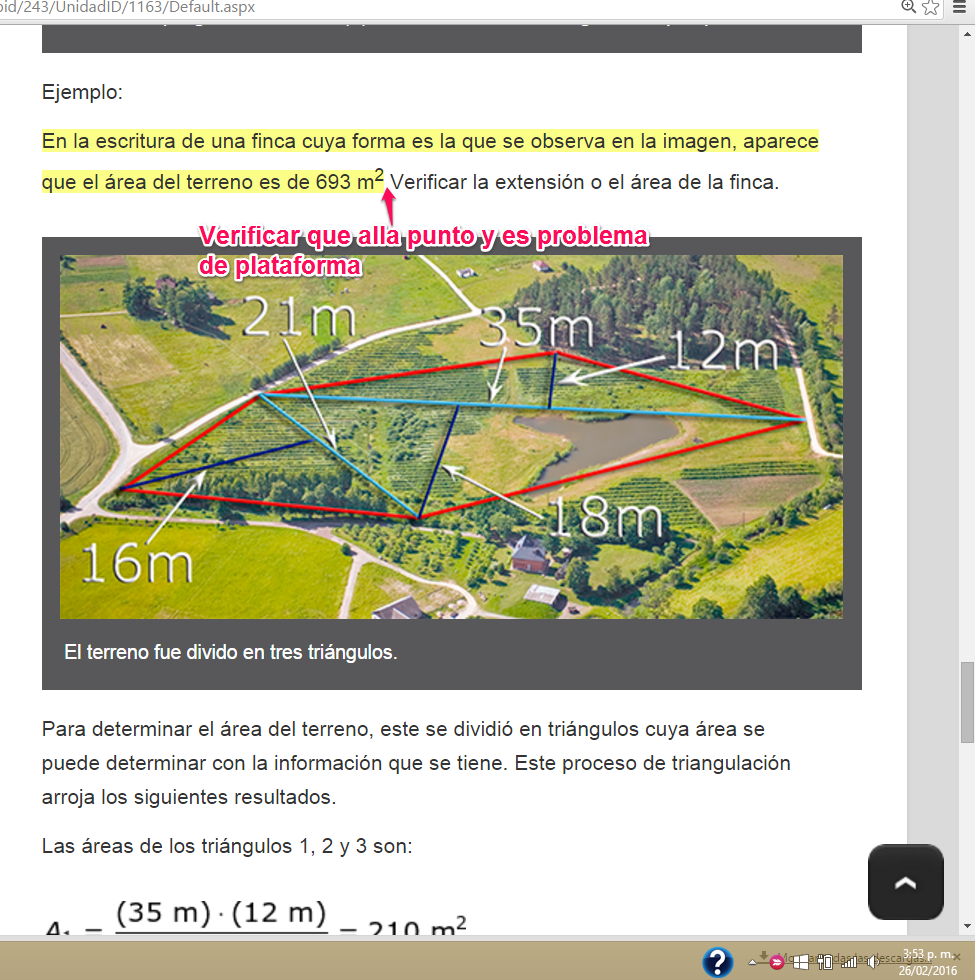 oid/243/UnidadID/1163/Default.aspx
Ejemplo:
En la escritura de una finca cuya forma es la que se observa en la imagen, aparece
que el área del terreno es de 693 m² Verificar la extensión o el área de la finca.
Verificar que alla punto y es problema
de plataforma
21m
35m
12m
18m
16m
El terreno fue divido en tres triángulos.
Para determinar el área del terreno, este se dividió en triángulos cuya área se
puede determinar con la información que se tiene. Este proceso de triangulación
arroja los siguientes resultados.
Las áreas de los triángulos 1, 2 y 3 son:
(35 m) · (12 m)
A₁ = = 210 m²
3:53 p. m.
26/02/2016